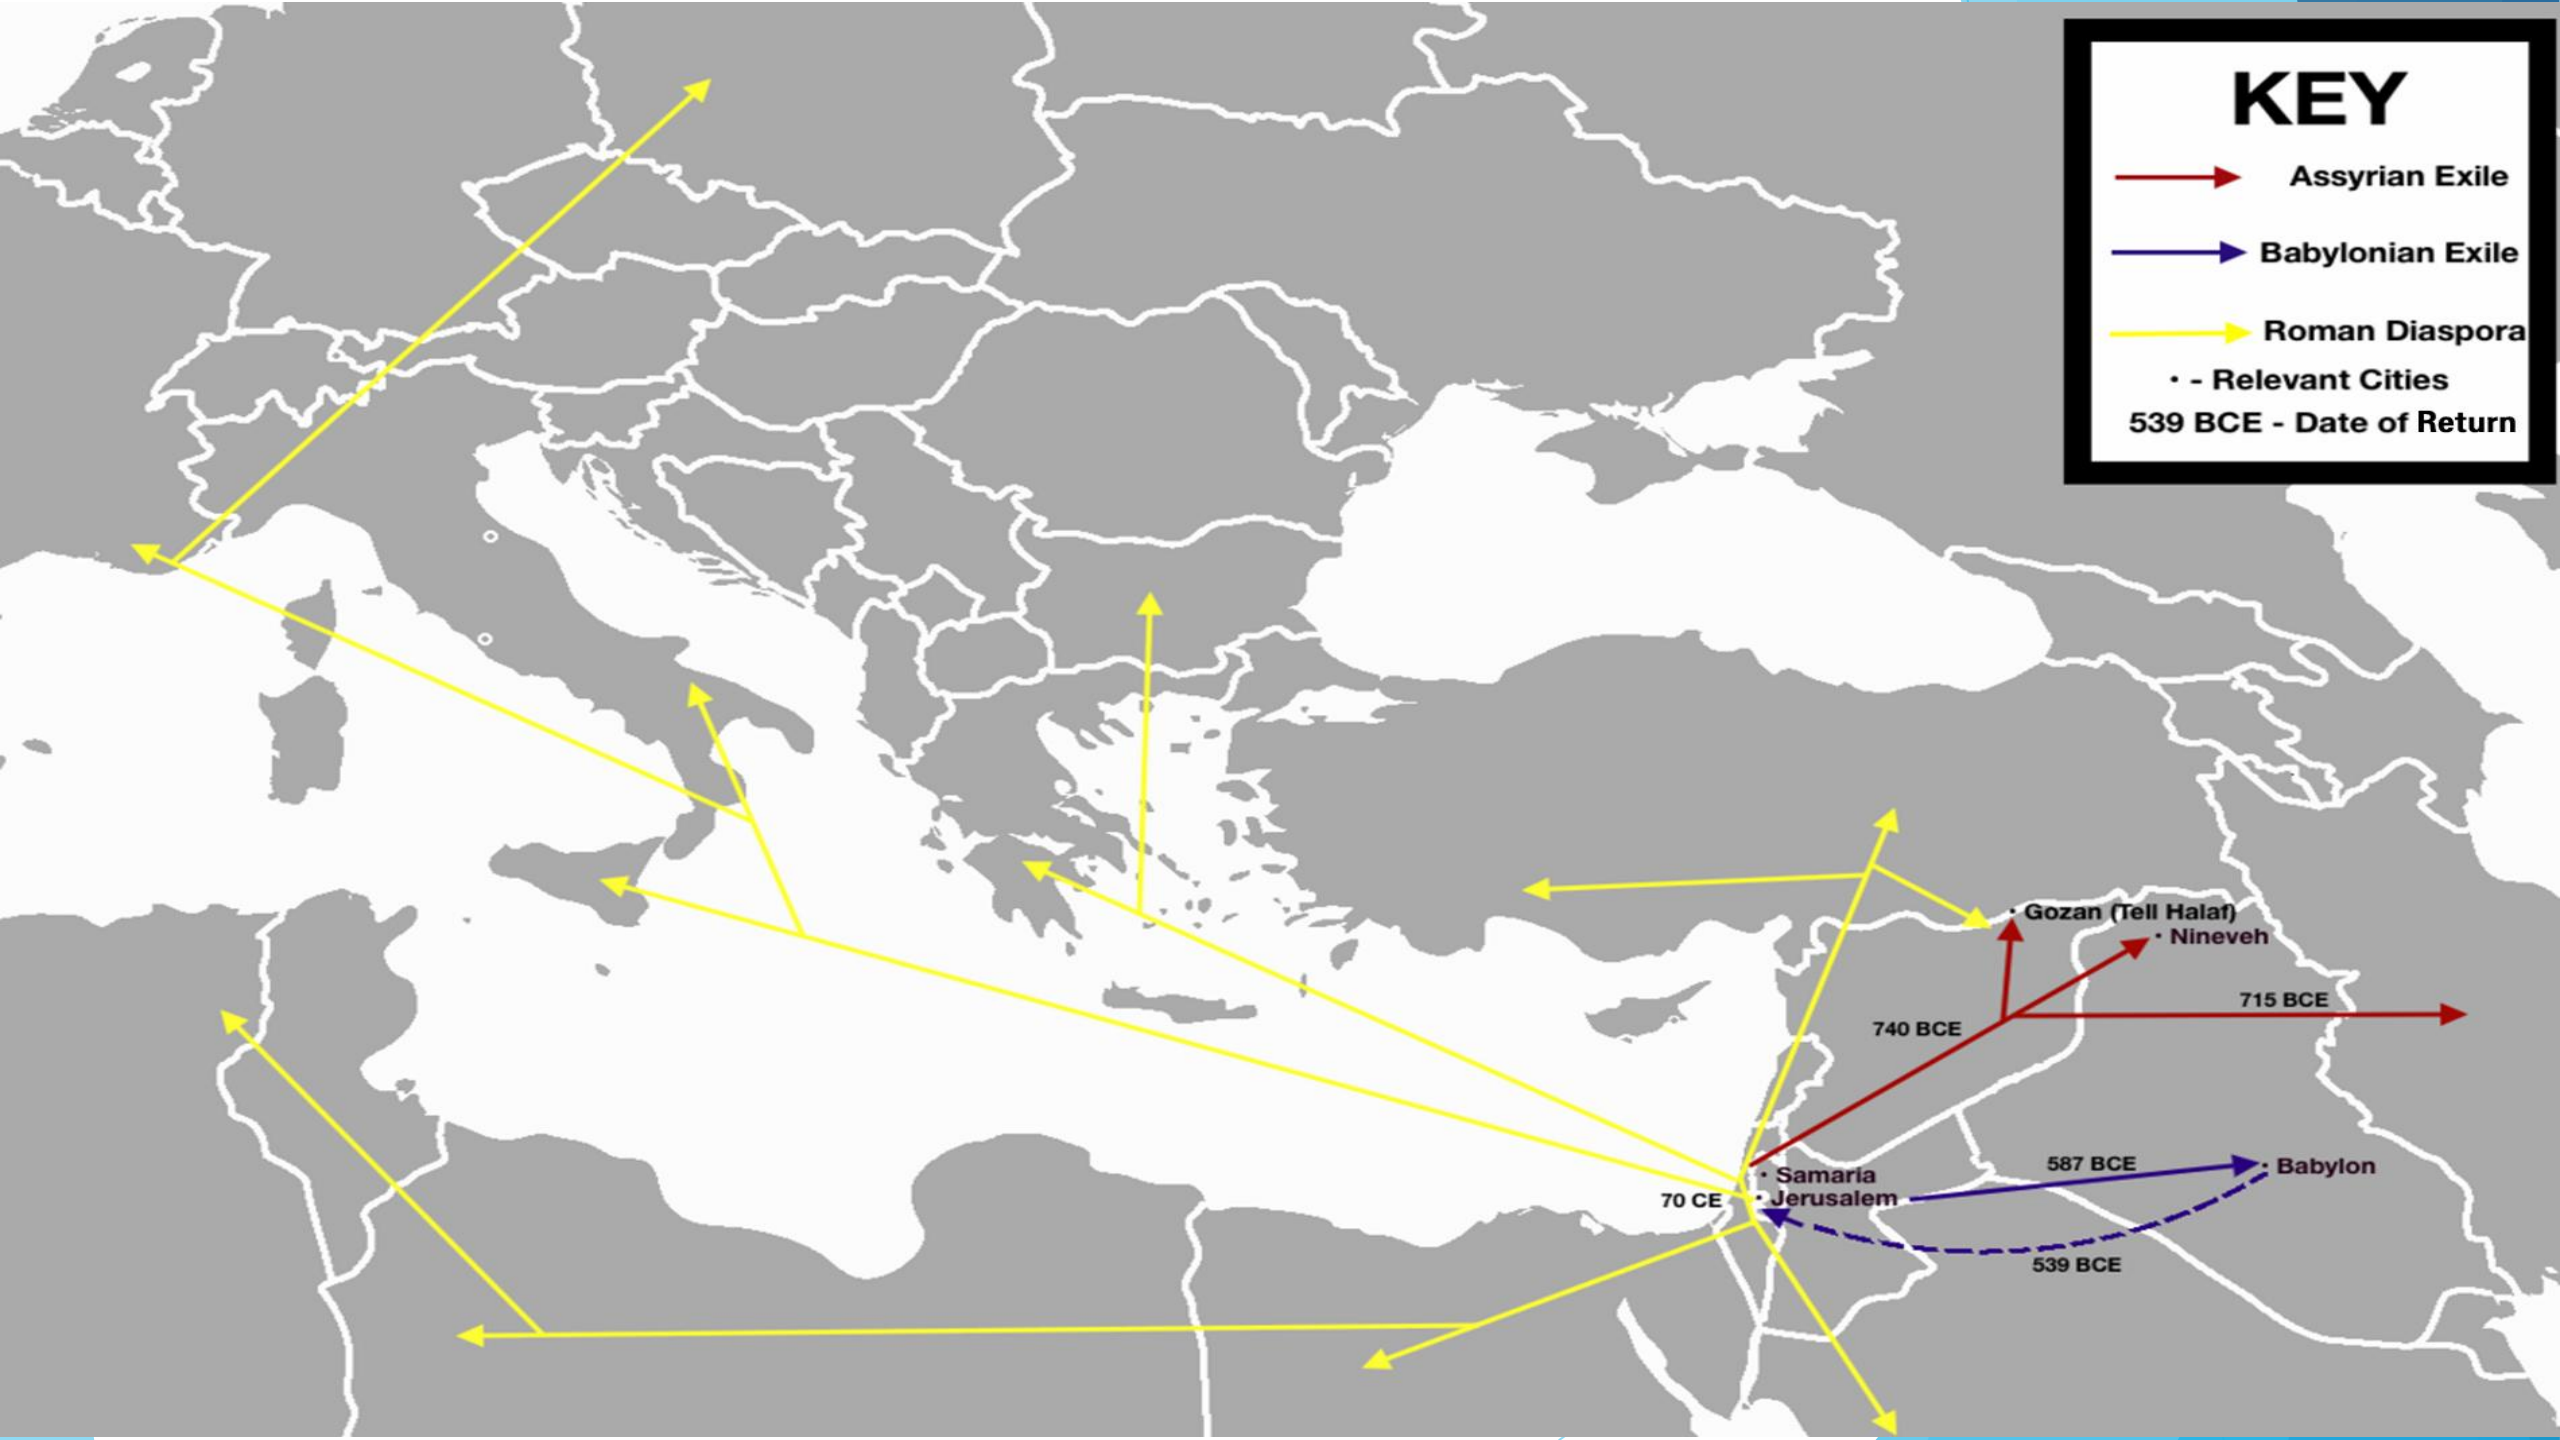 KEY
Assyrian Exile
Babylonian Exile
Roman Diaspora
· - Relevant Cities
539 BCE - Date of Return
· Gozan (Tell Halaf)
· Nineveh
715 BCE
740 BCE
587 BCE
· Babylon
· Samaria
70 CE
· Jerusalem
539 BCE